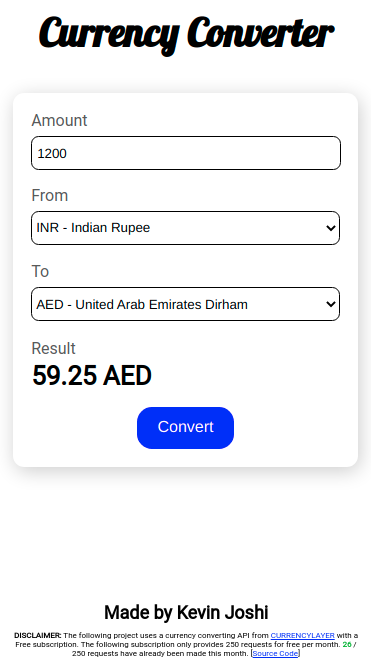 Currency Converter
Amount
1200
From
INR - Indian Rupee
To
AED - United Arab Emirates Dirham
Result
59.25 AED
Convert
Made by Kevin Joshi
DISCLAIMER: The following project uses a currency converting API from CURRENCYLAYER with a
Free subscription. The following subscription only provides 250 requests for free per month. 26 /
250 requests have already been made this month. [Source Code]